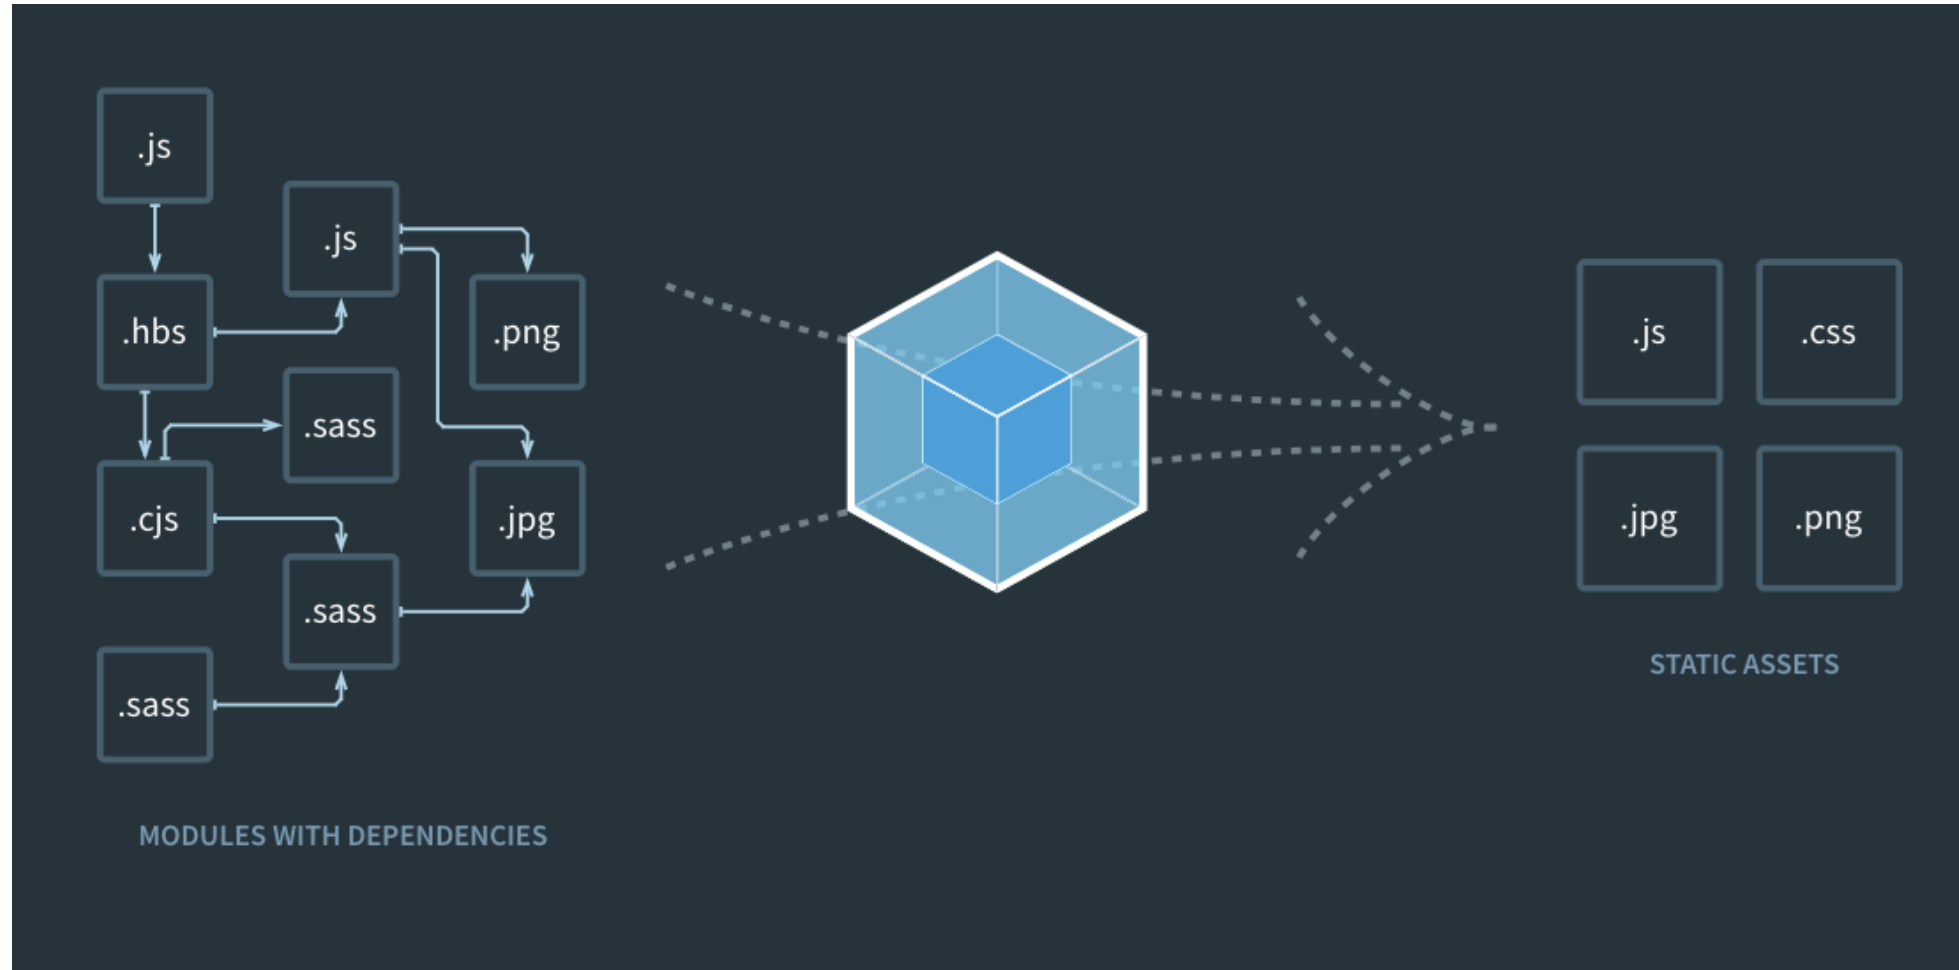 .js
.js
.hbs
.png
.sass
.cjs
.jpg
.sass
.sass
MODULES WITH DEPENDENCIES
.js
.css
.jpg
.png
STATIC ASSETS